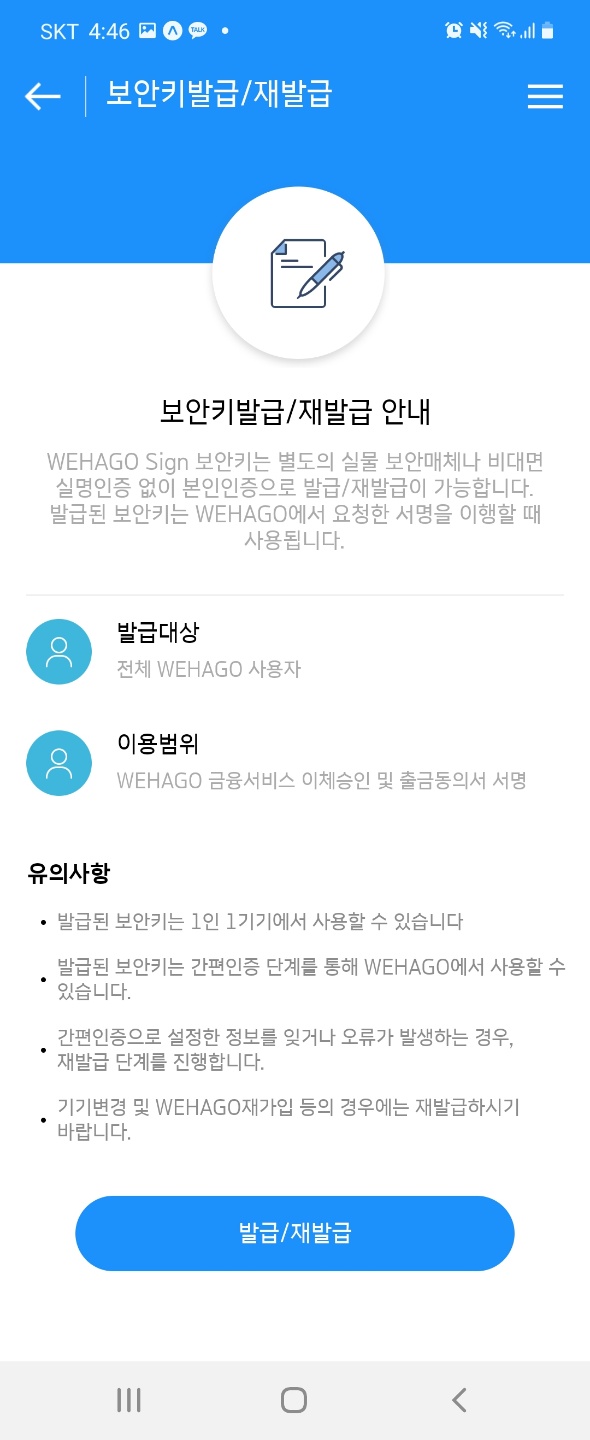 SKT 4:46 TALK
보안키발급/재발급
보안키발급/재발급 안내
WEHAGO Sign 보안키는 별도의 실물 보안매체나 비대면
실명인증 없이 본인인증으로 발급/재발급이 가능합니다.
발급된 보안키는 WEHAGO에서 요청한 서명을 이행할 때
사용됩니다.
발급대상
전체 WEHAGO 사용자
이용범위
WEHAGO 금융서비스 이체승인 및 출금동의서 서명
유의사항
• 발급된 보안키는 1인 1기기에서 사용할 수 있습니다
• 발급된 보안키는 간편인증 단계를 통해 WEHAGO에서 사용할 수
있습니다.
• 간편인증으로 설정한 정보를 잊거나 오류가 발생하는 경우,
재발급 단계를 진행합니다.
• 기기변경 및 WEHAGO재가입 등의 경우에는 재발급하시기
바랍니다.
발급/재발급